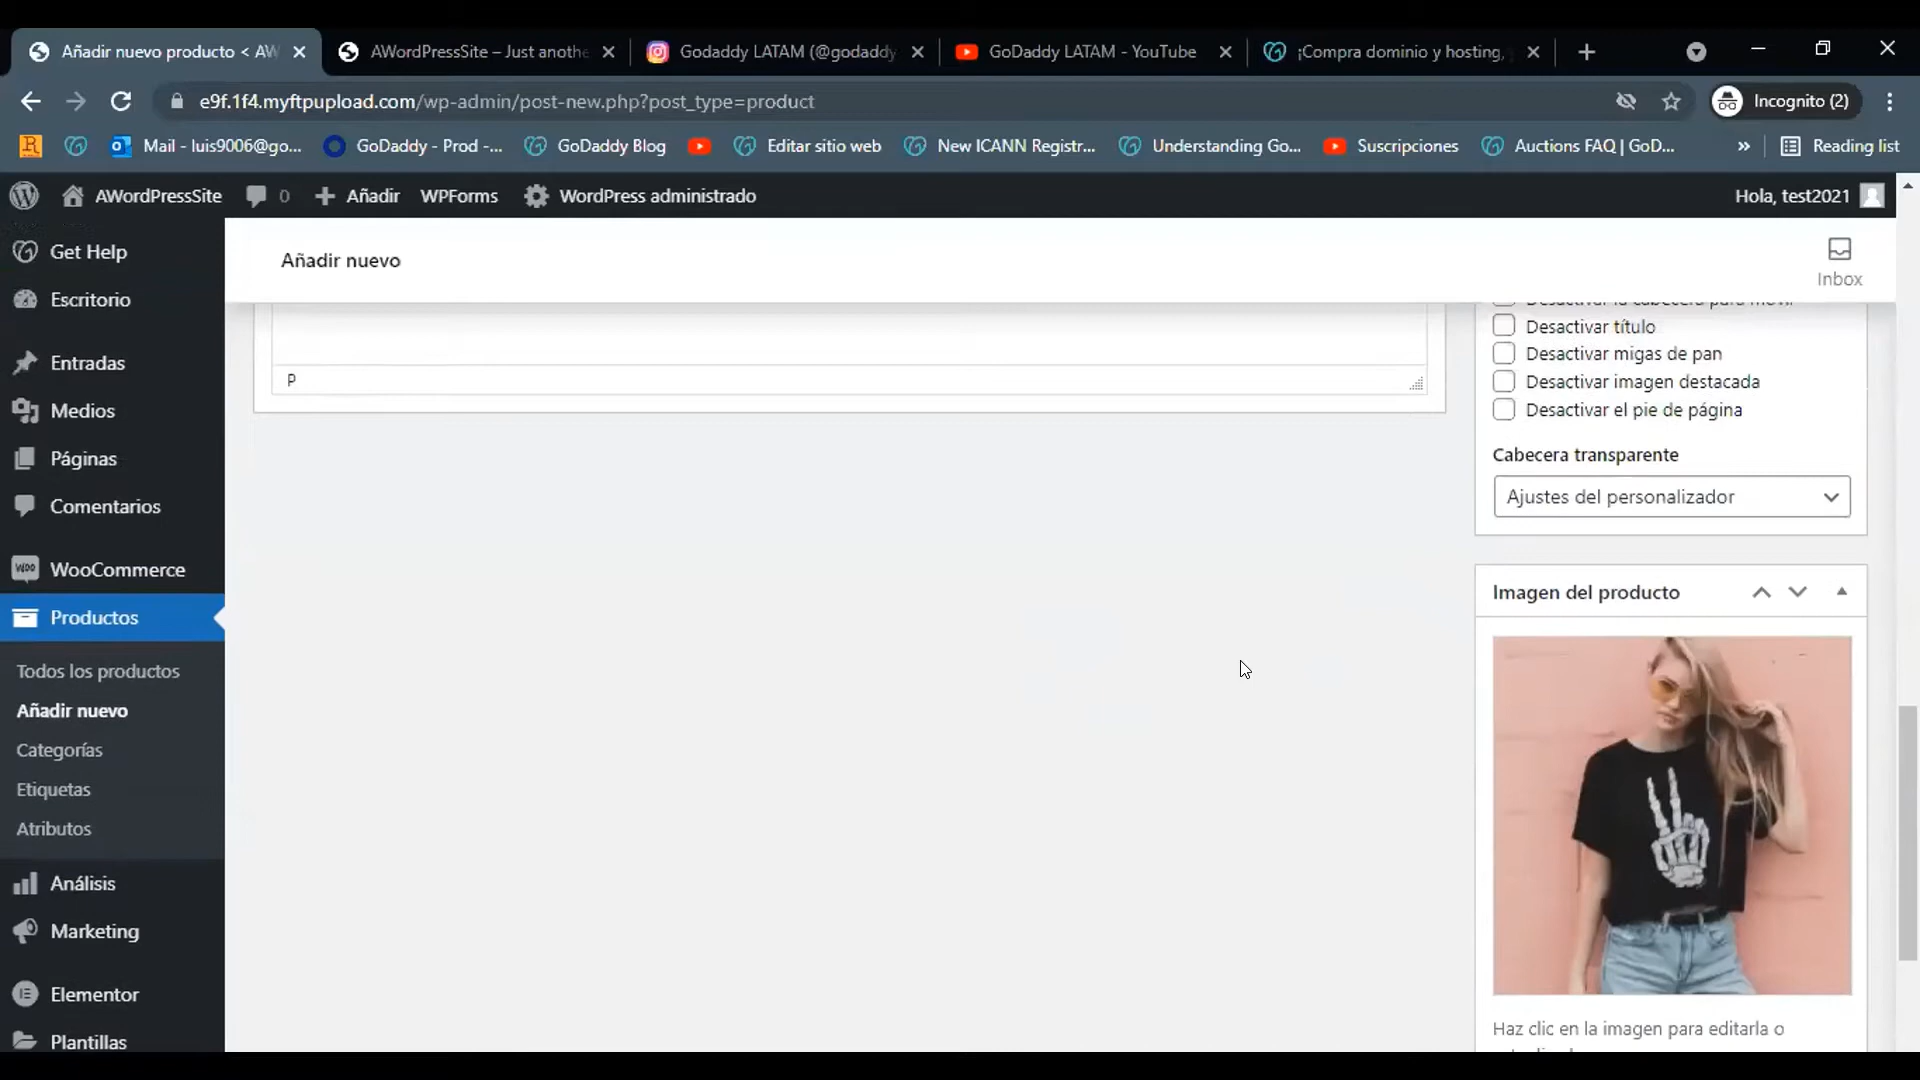 Añadir nuevo producto < AW
AWordPressSite – Just anothe
Godaddy LATAM (@godaddy
GoDaddy LATAM - YouTube
¡Compra dominio y hosting,
e9f.1f4.myftpupload.com/wp-admin/post-new.php?post_type=product
Incognito (2)
Mail - luis9006@go...
GoDaddy - Prod -...
GoDaddy Blog
Editar sitio web
New ICANN Registr...
Understanding Go...
Suscripciones
Auctions FAQ | GoD...
»
Reading list
AWordPressSite
0
Añadir
WPForms
WordPress administrado
Hola, test2021
Get Help
Escritorio
Entradas
Medios
Páginas
Comentarios
WooCommerce
Productos
Todos los productos
Añadir nuevo
Categorías
Etiquetas
Atributos
Análisis
Marketing
Elementor
Plantillas
Añadir nuevo
Inbox
P
Desactivar la cabecera para móvil
Desactivar título
Desactivar migas de pan
Desactivar imagen destacada
Desactivar el pie de página
Cabecera transparente
Ajustes del personalizador
Imagen del producto
Haz clic en la imagen para editarla o